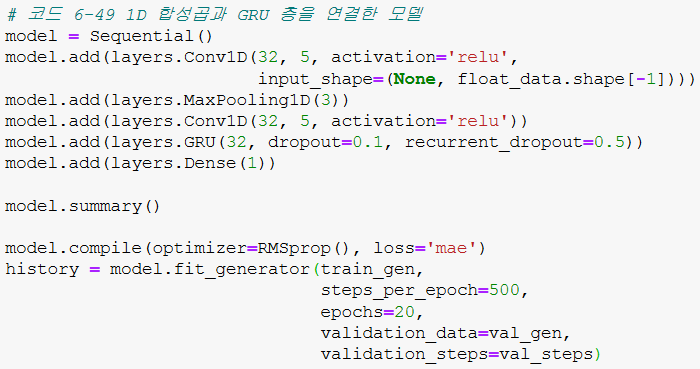 # 코드 6-49 1D 합성곱과 GRU 층을 연결한 모델
model = Sequential()
model.add(layers.Conv1D(32, 5, activation='relu',
                        input_shape=(None, float_data.shape[-1])))
model.add(layers.MaxPooling1D(3))
model.add(layers.Conv1D(32, 5, activation='relu'))
model.add(layers.GRU(32, dropout=0.1, recurrent_dropout=0.5))
model.add(layers.Dense(1))

model.summary()

model.compile(optimizer=RMSprop(), loss='mae')
history = model.fit_generator(train_gen,
                              steps_per_epoch=500,
                              epochs=20,
                              validation_data=val_gen,
                              validation_steps=val_steps)